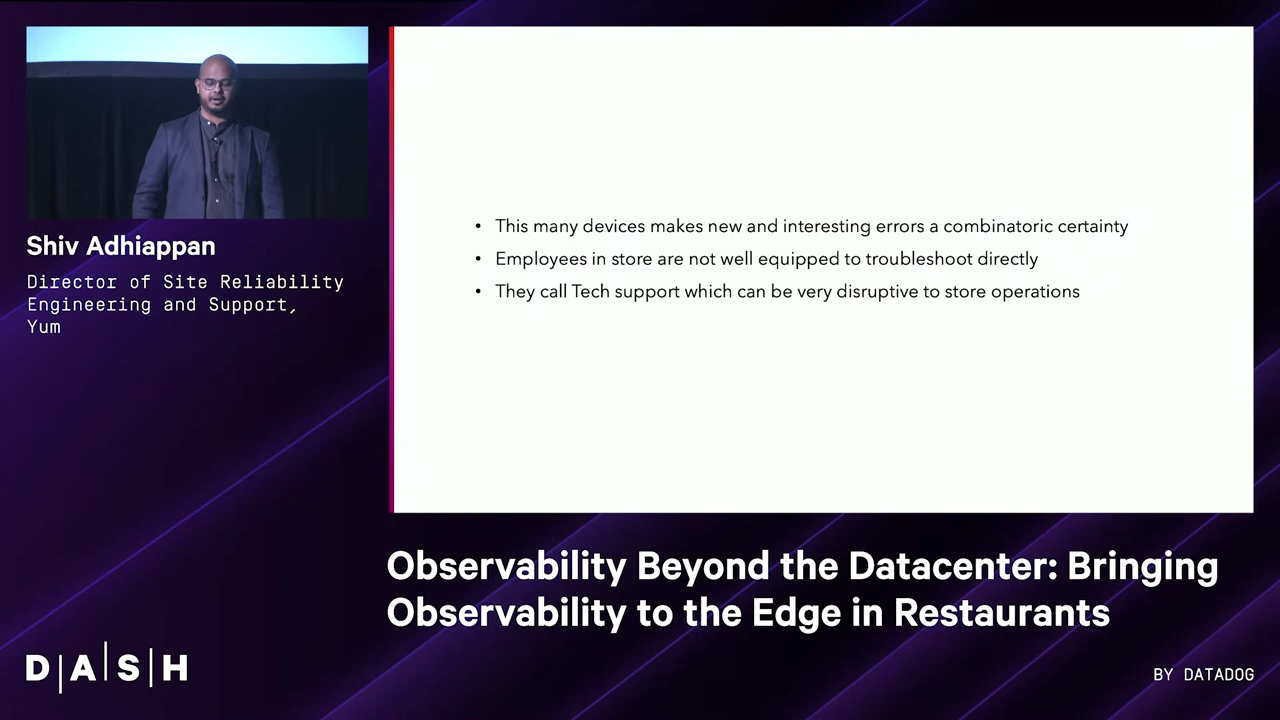 Shiv Adhiappan
Director of Site Reliability
Engineering and Support,
Yum
• This many devices makes new and interesting errors a combinatoric certainty
• Employees in store are not well equipped to troubleshoot directly
• They call Tech support which can be very disruptive to store operations
Observability Beyond the Datacenter: Bringing
Observability to the Edge in Restaurants
D|A|S|H
BY DATADOG